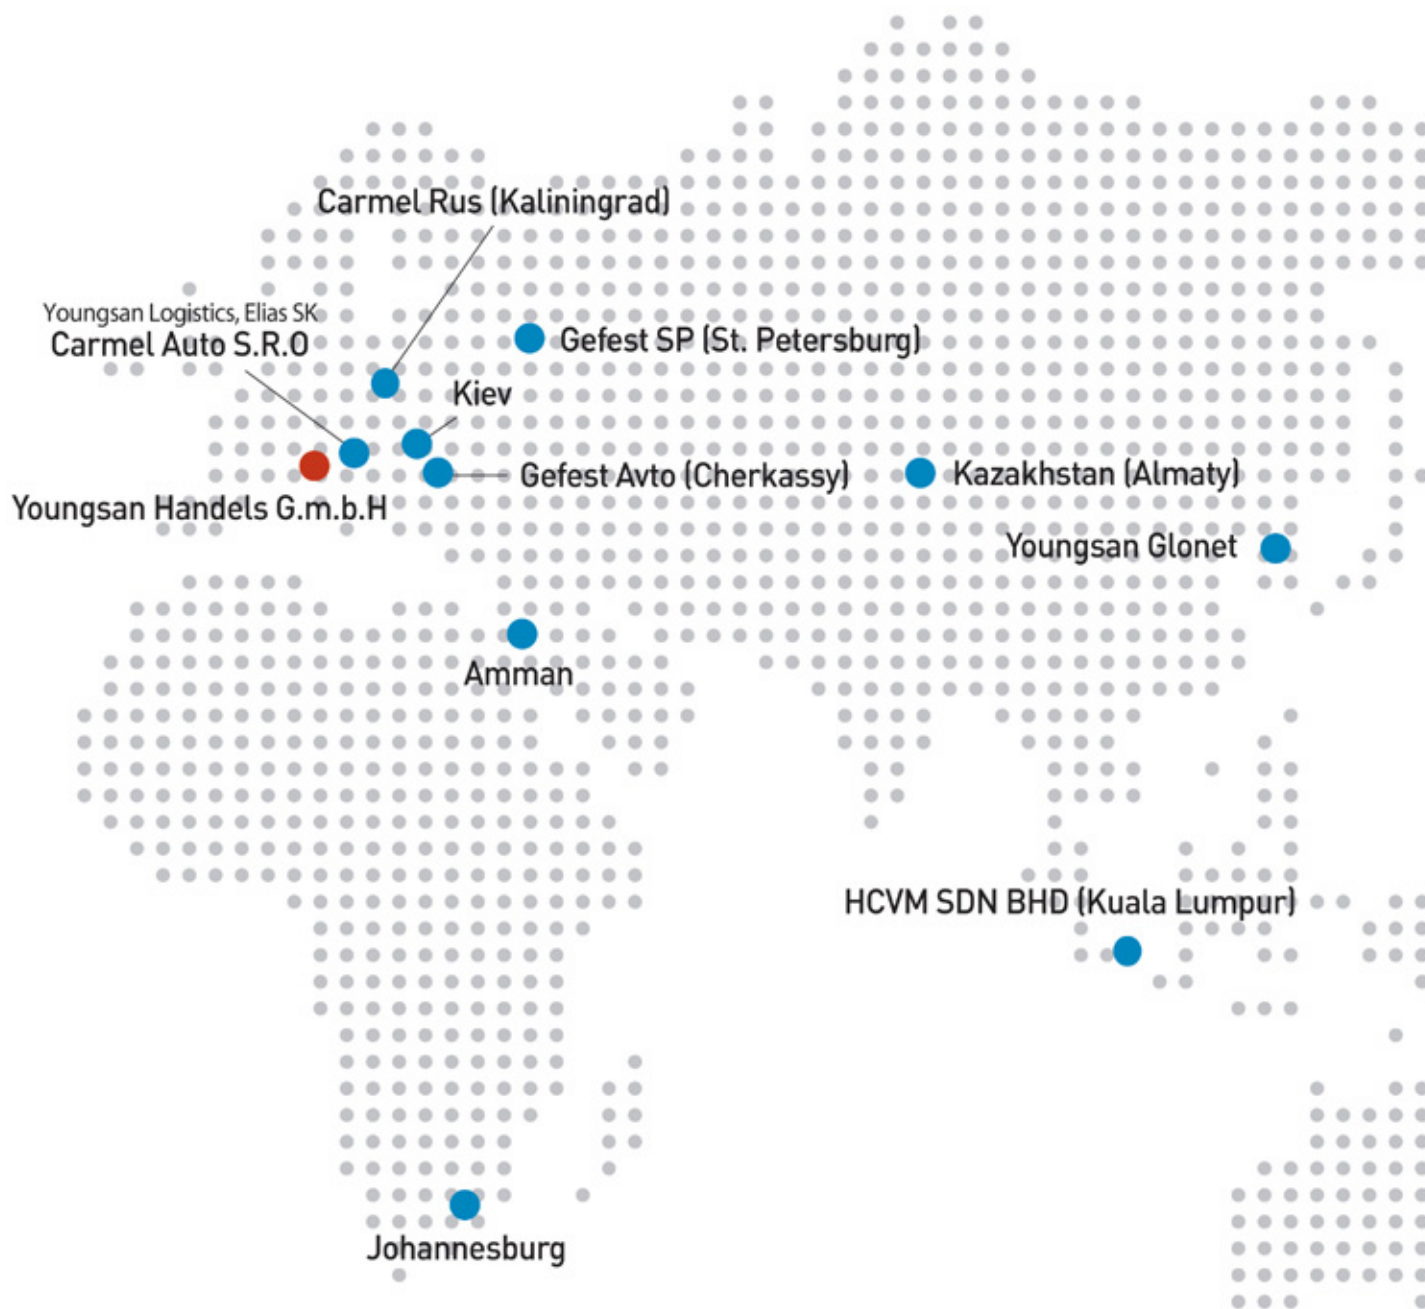 Carmel Rus (Kaliningrad)
Youngsan Logistics, Elias SK
Carmel Auto S.R.O
Gefest SP (St. Petersburg)
Kiev
Gefest Avto (Cherkassy)
Kazakhstan (Almaty)
Youngsan Handels G.m.b.H
Youngsan Glonet
Amman
HCVM SDN BHD (Kuala Lumpur)
Johannesburg